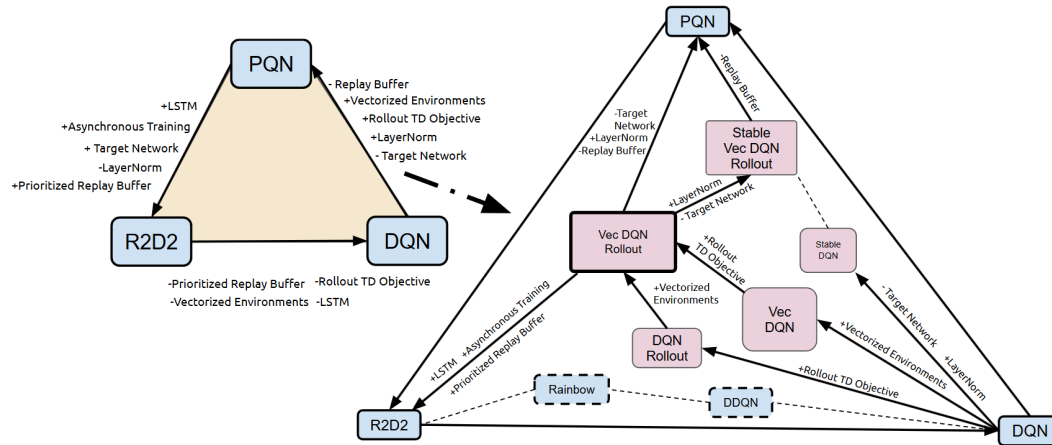 PQN
+LSTM
+Asynchronous Training
+ Target Network
-LayerNorm
+Prioritized Replay Buffer
- Replay Buffer
+Vectorized Environments
+Rollout TD Objective
+LayerNorm
- Target Network
R2D2
DQN
-Prioritized Replay Buffer
-Vectorized Environments
-Rollout TD Objective
-LSTM
PQN
-Replay Buffer
-Target
Network
+LayerNorm
-Replay Buffer
Stable
Vec DQN
Rollout
+LayerNorm
- Target Network
Vec DQN
Rollout
+Rollout
TD Objective
Stable
DQN
+Vectorized
Environments
Vec
DQN
- Target Network
+LayerNorm
+Vectorized Environments
DQN
Rollout
+Rollout TD Objective
+LSTM
+Asynchronous Training
+Prioritized Replay Buffer
Rainbow
DDQN
R2D2
DQN